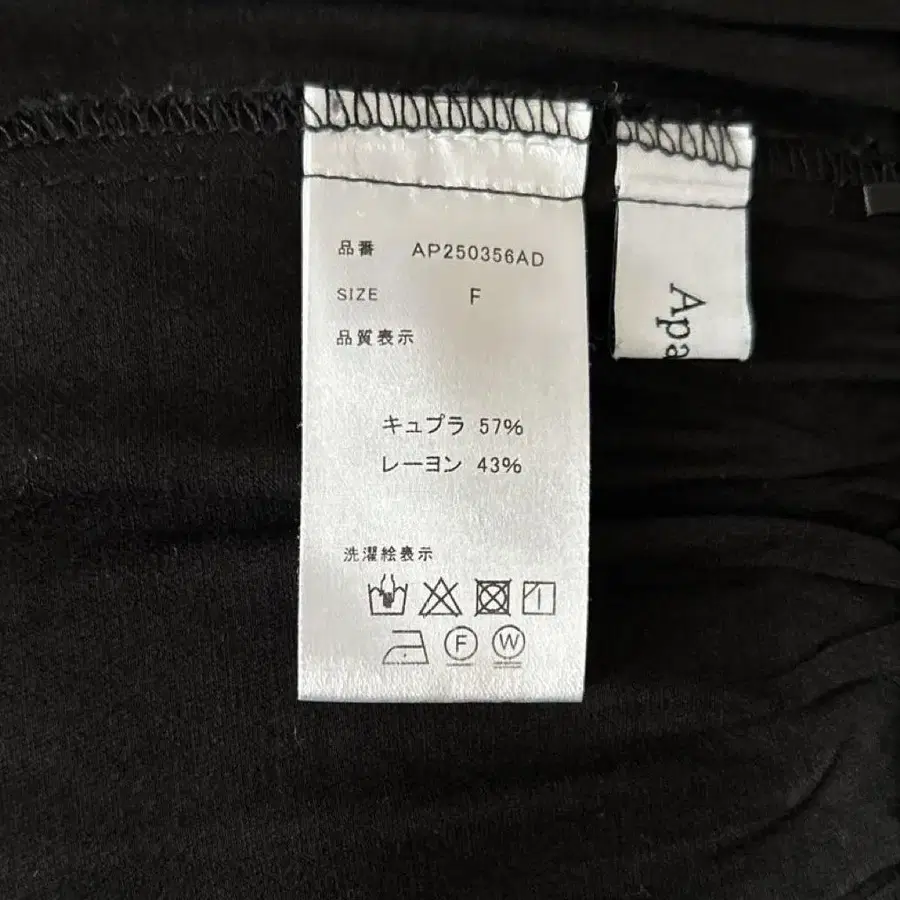 品番 AP250356AD
SIZE F
品質表示
キュプラ 57%
レーヨン 43%
洗濯絵表示
F W
Apa